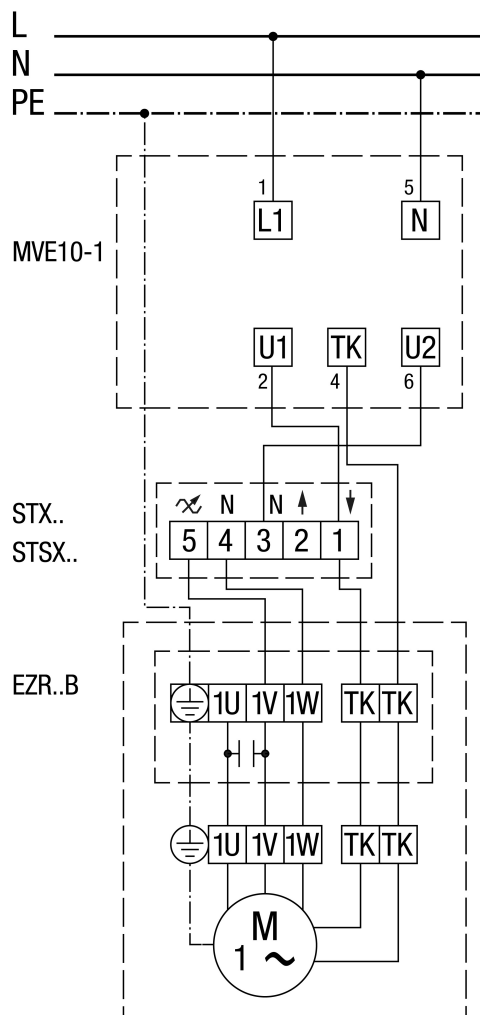 L
N
PE
1 5
L1 N
MVE10-1
U1 TK U2
2 4 6
N N
STX..
5 4 3 2 1
STSX..
EZR..B
1U 1V 1W TK TK
1U 1V 1W TK TK
M
1 ~